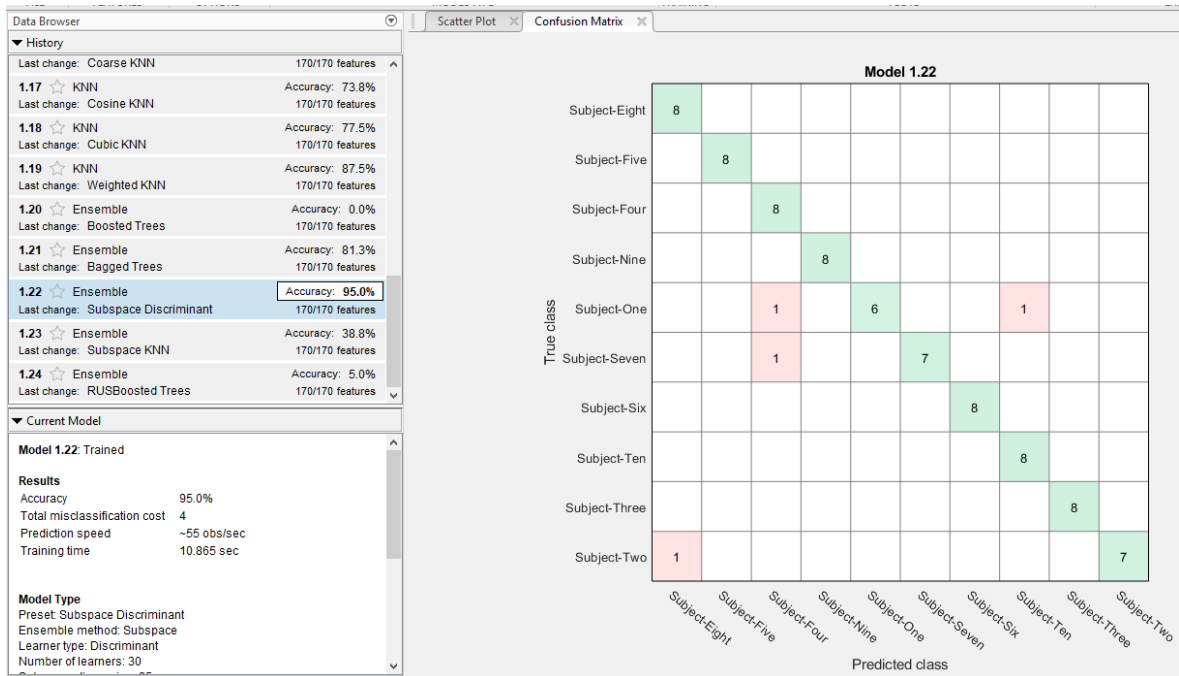 Data Browser
History
Last change: Coarse KNN 170/170 features
1.17 KNN Accuracy: 73.8%
Last change: Cosine KNN 170/170 features
1.18 KNN Accuracy: 77.5%
Last change: Cubic KNN 170/170 features
1.19 KNN Accuracy: 87.5%
Last change: Weighted KNN 170/170 features
1.20 Ensemble Accuracy: 0.0%
Last change: Boosted Trees 170/170 features
1.21 Ensemble Accuracy: 81.3%
Last change: Bagged Trees 170/170 features
1.22 Ensemble Accuracy: 95.0%
Last change: Subspace Discriminant 170/170 features
1.23 Ensemble Accuracy: 38.8%
Last change: Subspace KNN 170/170 features
1.24 Ensemble Accuracy: 5.0%
Last change: RUSBoosted Trees 170/170 features
Current Model
Model 1.22: Trained
Results
Accuracy 95.0%
Total misclassification cost 4
Prediction speed ~55 obs/sec
Training time 10.865 sec
Model Type
Preset: Subspace Discriminant
Ensemble method: Subspace
Learner type: Discriminant
Number of learners: 30
Scatter Plot Confusion Matrix
Model 1.22
True class
Subject-Eight 8
Subject-Five 8
Subject-Four 8
Subject-Nine 8
Subject-One 1 6 1
Subject-Seven 1 7
Subject-Six 8
Subject-Ten 8
Subject-Three 8
Subject-Two 1 7
Subject-Eight Subject-Five Subject-Four Subject-Nine Subject-One Subject-Seven Subject-Six Subject-Ten Subject-Three Subject-Two
Predicted class